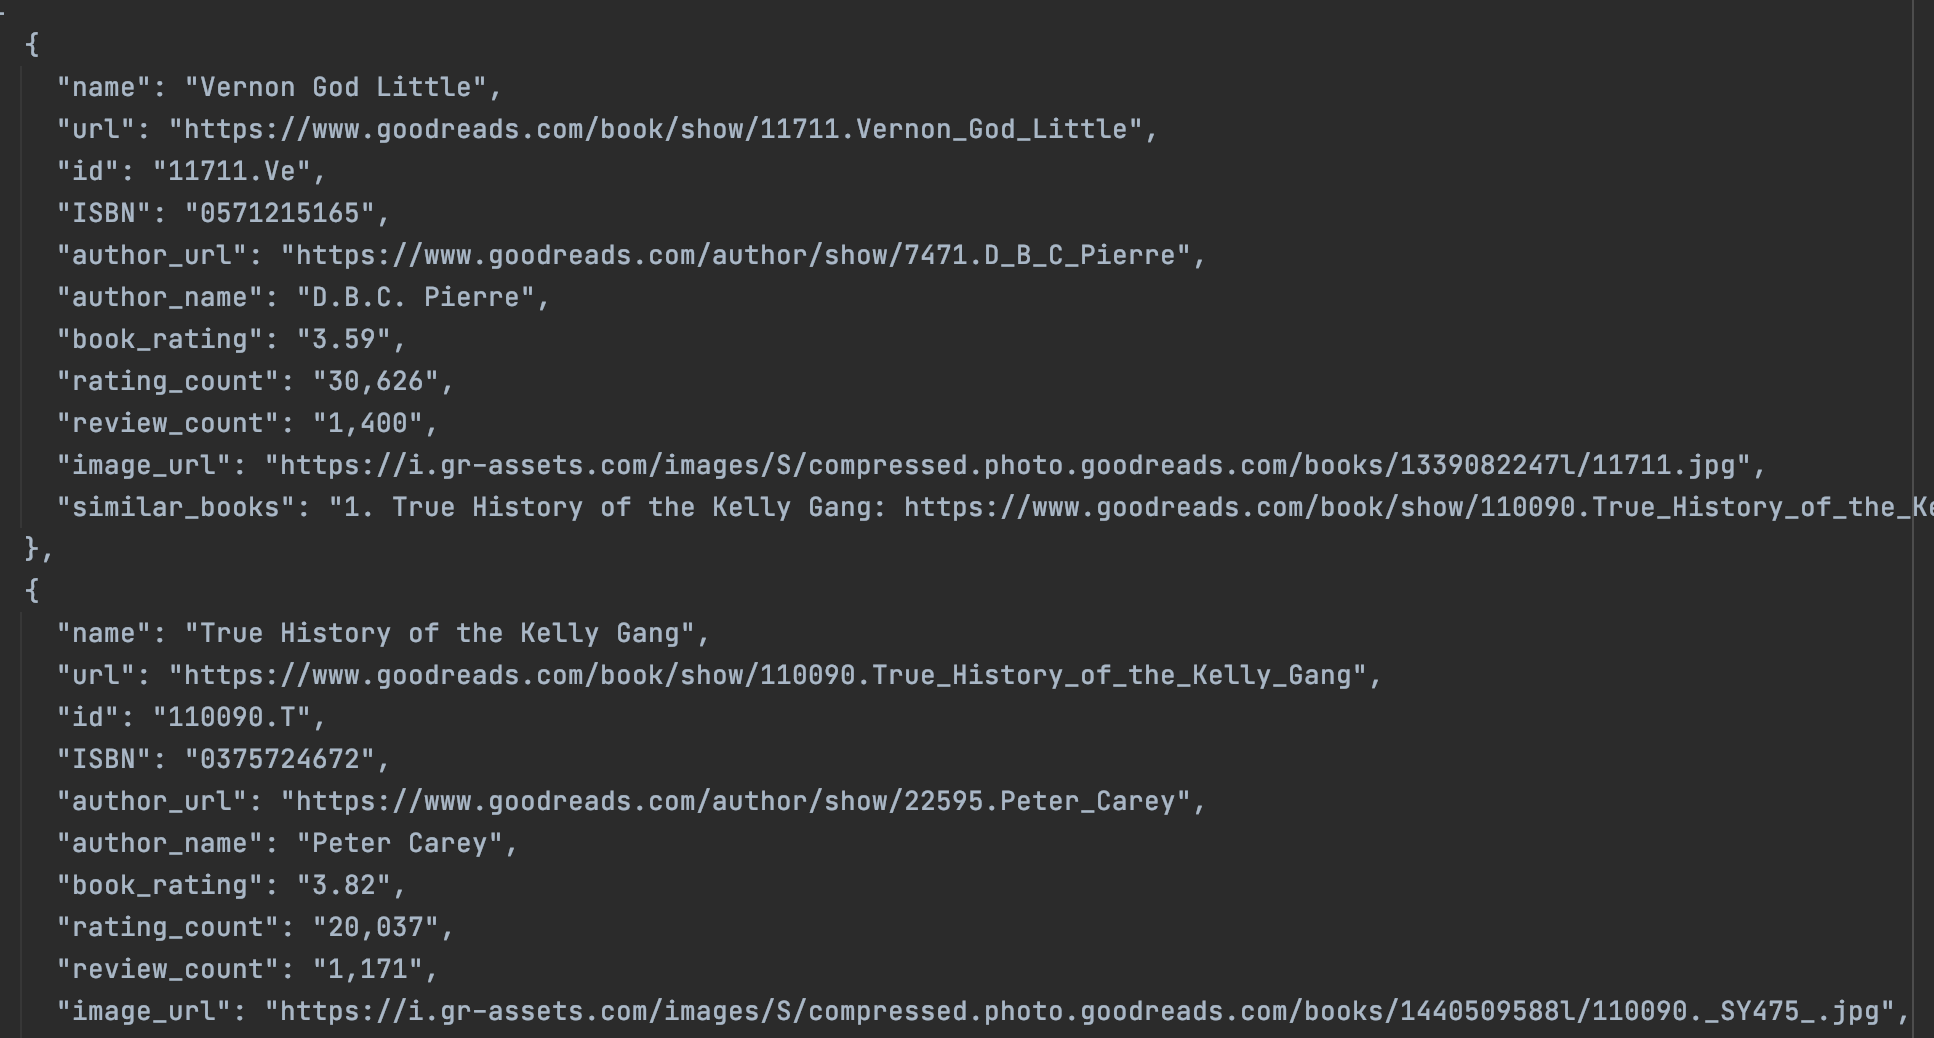 {
"name": "Vernon God Little",
"url": "https://www.goodreads.com/book/show/11711.Vernon_God_Little",
"id": "11711.Ve",
"ISBN": "0571215165",
"author_url": "https://www.goodreads.com/author/show/7471.D_B_C_Pierre",
"author_name": "D.B.C. Pierre",
"book_rating": "3.59",
"rating_count": "30,626",
"review_count": "1,400",
"image_url": "https://i.gr-assets.com/images/S/compressed.photo.goodreads.com/books/1339082247l/11711.jpg",
"similar_books": "1. True History of the Kelly Gang: https://www.goodreads.com/book/show/110090.True_History_of_the_Ke
},
{
"name": "True History of the Kelly Gang",
"url": "https://www.goodreads.com/book/show/110090.True_History_of_the_Kelly_Gang",
"id": "110090.T",
"ISBN": "0375724672",
"author_url": "https://www.goodreads.com/author/show/22595.Peter_Carey",
"author_name": "Peter Carey",
"book_rating": "3.82",
"rating_count": "20,037",
"review_count": "1,171",
"image_url": "https://i.gr-assets.com/images/S/compressed.photo.goodreads.com/books/1440509588l/110090._SY475_.jpg",